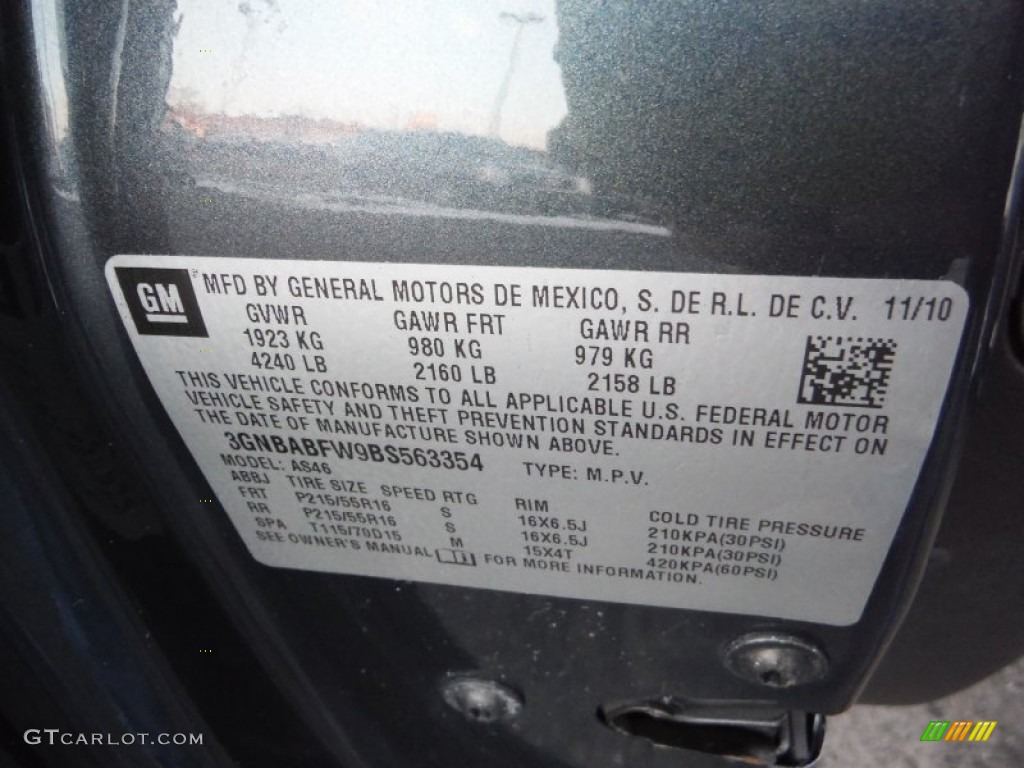 GM
MFD BY GENERAL MOTORS DE MEXICO, S. DE R.L. DE C.V. 11/10
GVWR GAWR FRT GAWR RR
1923 KG 980 KG 979 KG
4240 LB 2160 LB 2158 LB
THIS VEHICLE CONFORMS TO ALL APPLICABLE U.S. FEDERAL MOTOR
VEHICLE SAFETY AND THEFT PREVENTION STANDARDS IN EFFECT ON
THE DATE OF MANUFACTURE SHOWN ABOVE.
3GNBABFW9BS563354 TYPE: M.P.V.
MODEL: AS46
ABBJ TIRE SIZE SPEED RTG RIM COLD TIRE PRESSURE
FRT P215/55R16 S 16X6.5J 210KPA(30PSI)
RR P215/55R16 S 16X6.5J 210KPA(30PSI)
SPA T115/70D15 M 15X4T 420KPA(60PSI)
SEE OWNER'S MANUAL FOR MORE INFORMATION.
GTCARLOT.COM